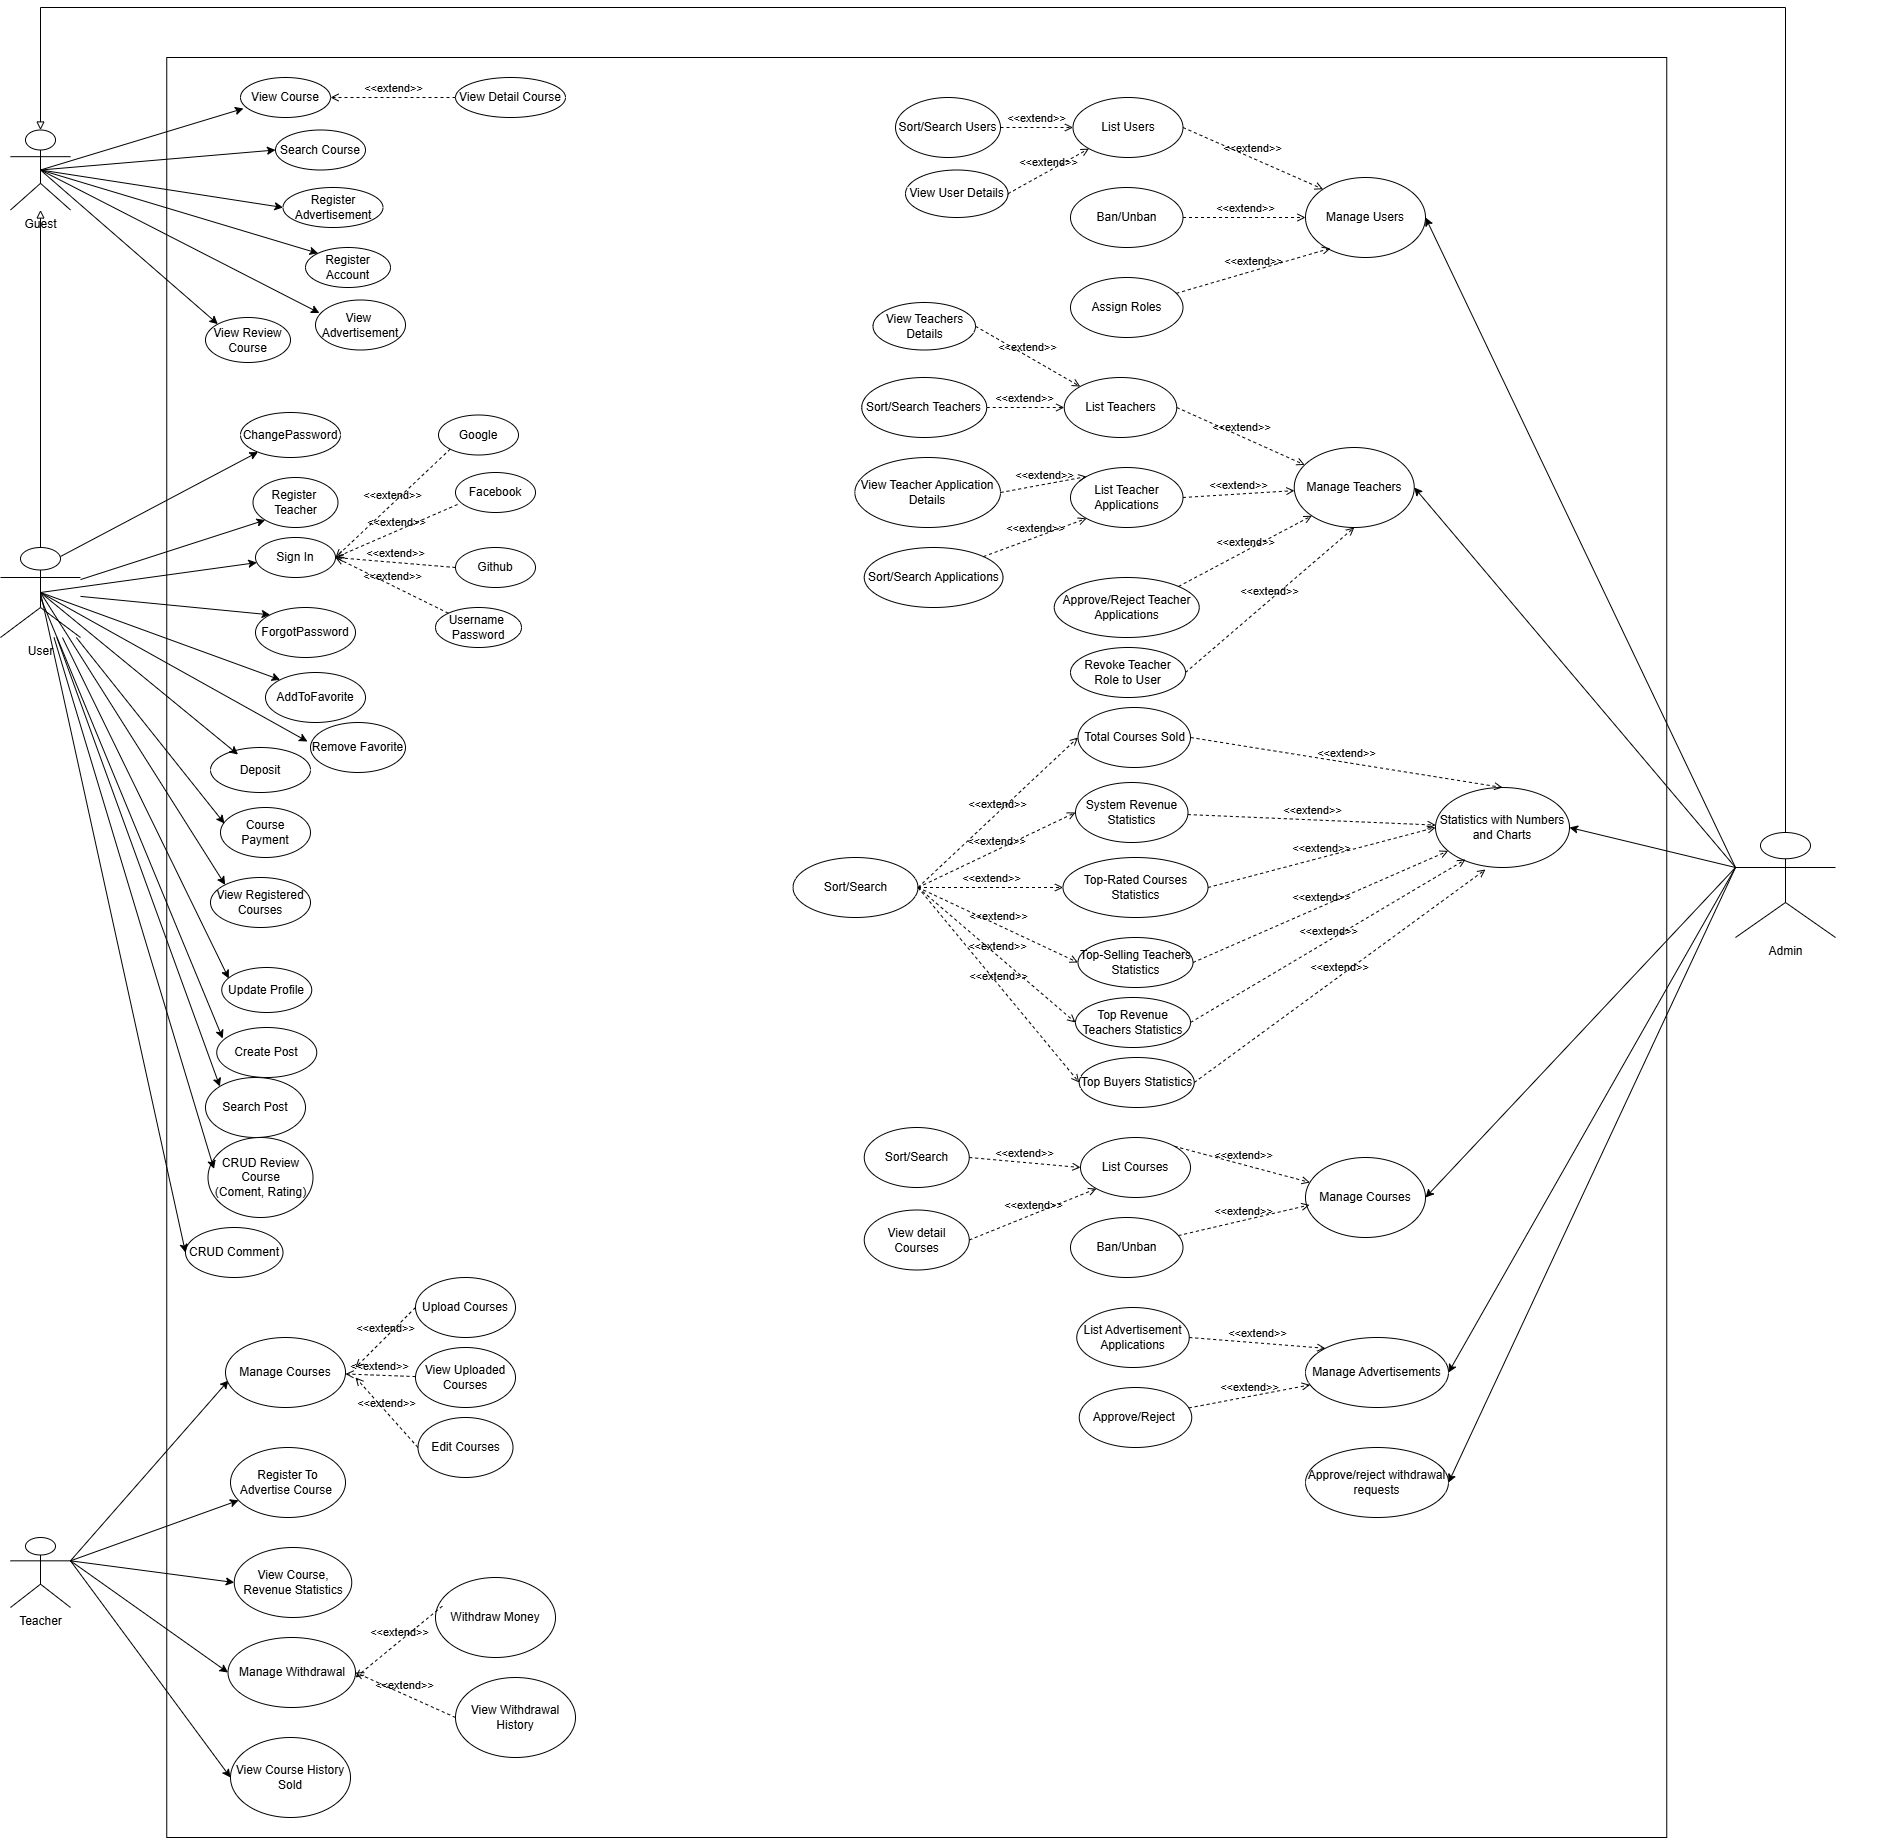 View Course
<<extend>>
View Detail Course
Search Course
Register
Advertisement
Guest
Register
Account
View
Advertisement
View Review
Course
ChangePassword
Google
Register
Teacher
<<extend>>
Facebook
<<extend>>
Sign In
<<extend>>
Github
<<extend>>
Username
Password
ForgotPassword
User
AddToFavorite
Remove Favorite
Deposit
Course
Payment
View Registered
Courses
Update Profile
Create Post
Search Post
CRUD Review
Course
(Coment, Rating)
CRUD Comment
Upload Courses
<<extend>>
Manage Courses
<<extend>>
View Uploaded
Courses
<<extend>>
Edit Courses
Register To
Advertise Course
View Course,
Revenue Statistics
Teacher
Withdraw Money
<<extend>>
Manage Withdrawal
<<extend>>
View Withdrawal
History
View Course History
Sold
Sort/Search Users
<<extend>>
List Users
<<extend>>
<<extend>>
View User Details
Ban/Unban
<<extend>>
Manage Users
<<extend>>
Assign Roles
View Teachers
Details
<<extend>>
Sort/Search Teachers
<<extend>>
List Teachers
<<extend>>
View Teacher Application
Details
<<extend>>
List Teacher
Applications
<<extend>>
Manage Teachers
<<extend>>
Sort/Search Applications
<<extend>>
Approve/Reject Teacher
Applications
<<extend>>
Revoke Teacher
Role to User
Total Courses Sold
<<extend>>
<<extend>>
System Revenue
Statistics
<<extend>>
Statistics with Numbers
and Charts
<<extend>>
<<extend>>
Sort/Search
<<extend>>
Top-Rated Courses
Statistics
<<extend>>
<<extend>>
<<extend>>
Top-Selling Teachers
Statistics
<<extend>>
<<extend>>
<<extend>>
Top Revenue
Teachers Statistics
Top Buyers Statistics
Admin
Sort/Search
<<extend>>
List Courses
<<extend>>
Manage Courses
<<extend>>
<<extend>>
View detail
Courses
Ban/Unban
List Advertisement
Applications
<<extend>>
Manage Advertisements
<<extend>>
Approve/Reject
Approve/reject withdrawal
requests